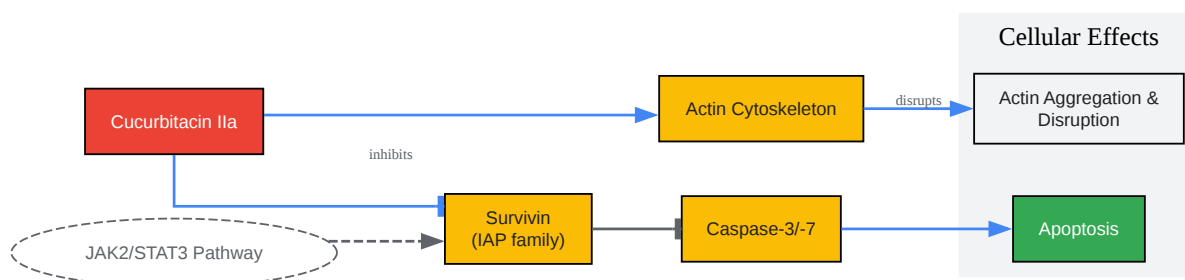 Cellular Effects
Cucurbitacin IIa
Actin Cytoskeleton
disrupts
Actin Aggregation &
Disruption
inhibits
Survivin
(IAP family)
Caspase-3/-7
Apoptosis
JAK2/STAT3 Pathway